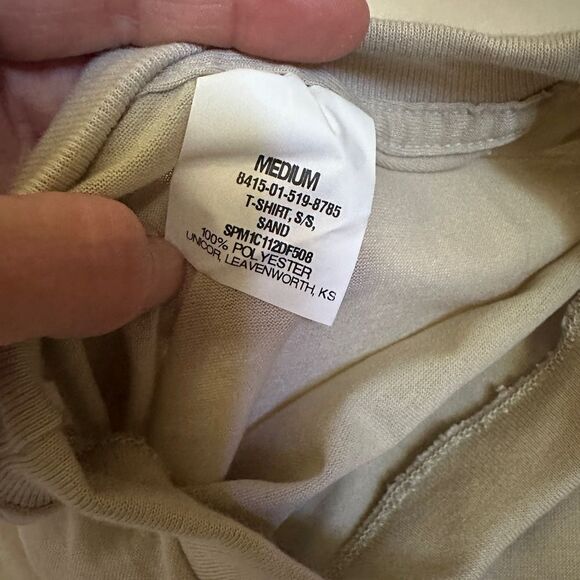 MEDIUM
8415-01-519-8785
T-SHIRT, S/S,
SAND
SPM1C112DF508
100% POLYESTER
UNICOR, LEAVENWORTH, KS